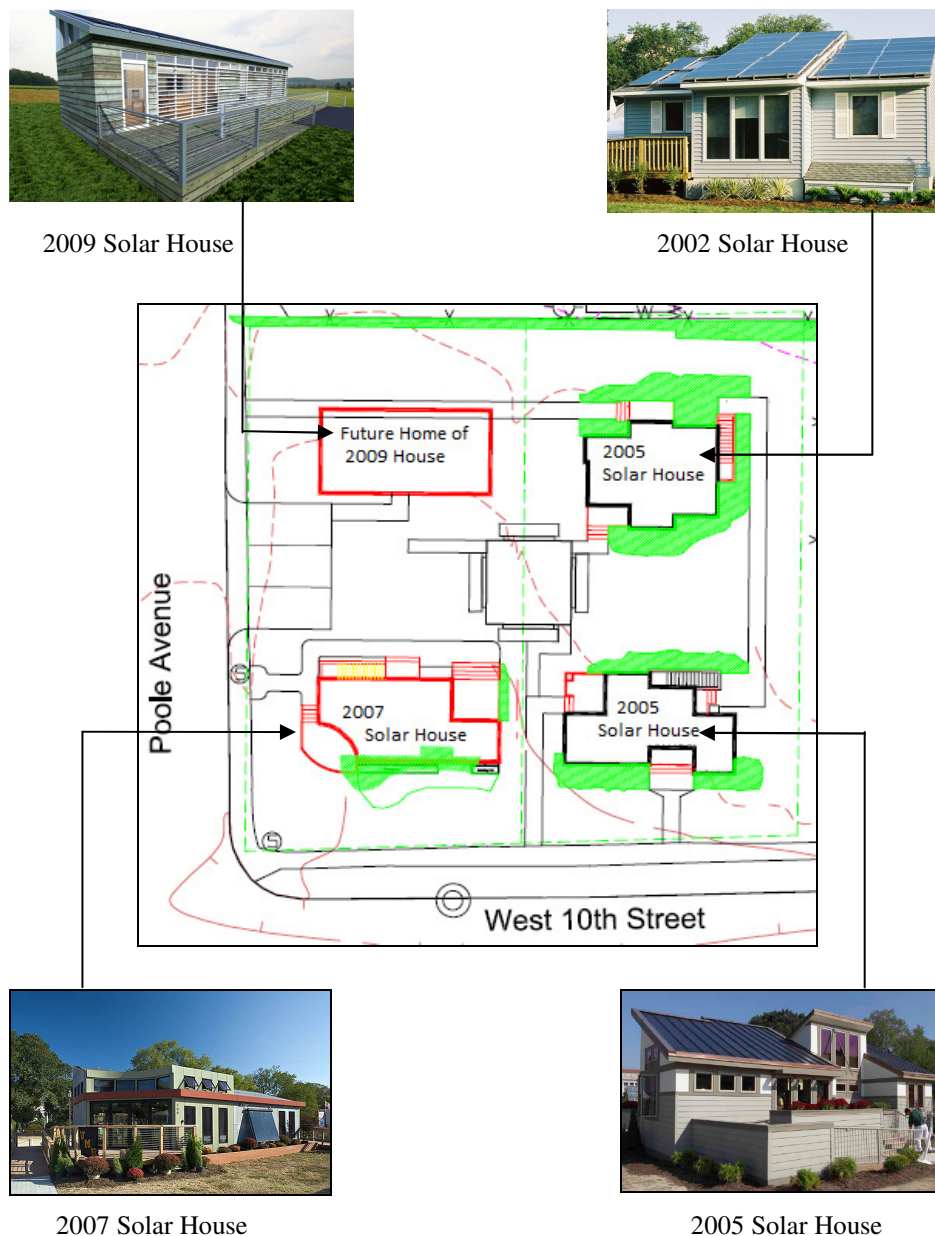 2009 Solar House
2002 Solar House
W
Future Home of
2009 House
2005
Solar House
Poole Avenue
S
2007
Solar House
2005
Solar House
S
West 10th Street
2007 Solar House
2005 Solar House